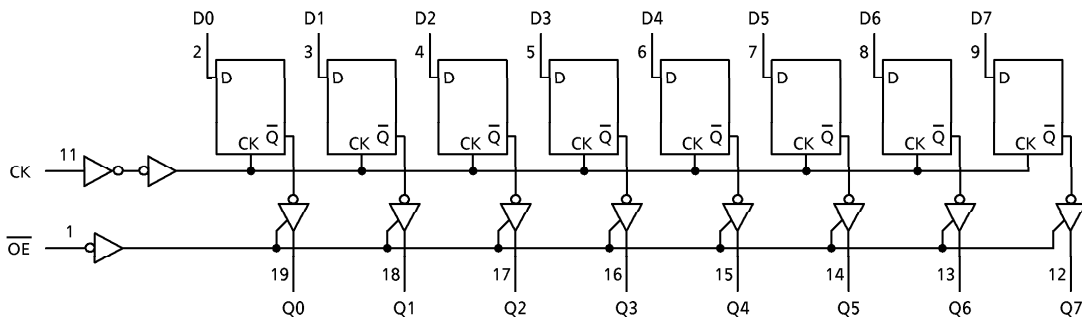 D0 D1 D2 D3 D4 D5 D6 D7
2 3 4 5 6 7 8 9
D D D D D D D D
Q̅ Q̅ Q̅ Q̅ Q̅ Q̅ Q̅ Q̅
CK CK CK CK CK CK CK CK
11
CK
1
O̅E̅
19 18 17 16 15 14 13 12
Q0 Q1 Q2 Q3 Q4 Q5 Q6 Q7